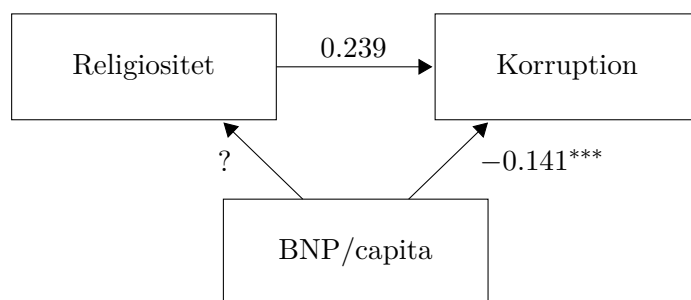 0.239
Religiositet
Korruption
?
−0.141***
BNP/capita